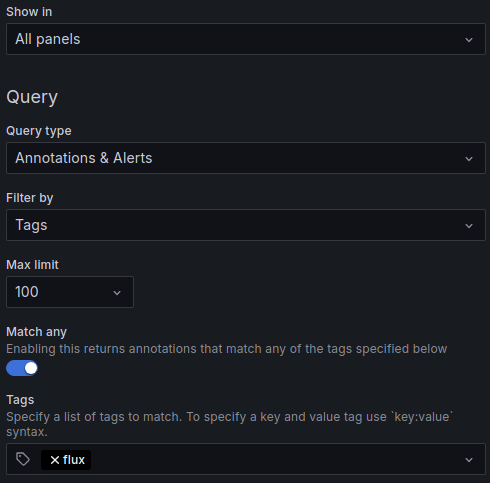 Show in
All panels
Query
Query type
Annotations & Alerts
Filter by
Tags
Max limit
100
Match any
Enabling this returns annotations that match any of the tags specified below
Tags
Specify a list of tags to match. To specify a key and value tag use `key:value`
syntax.
flux